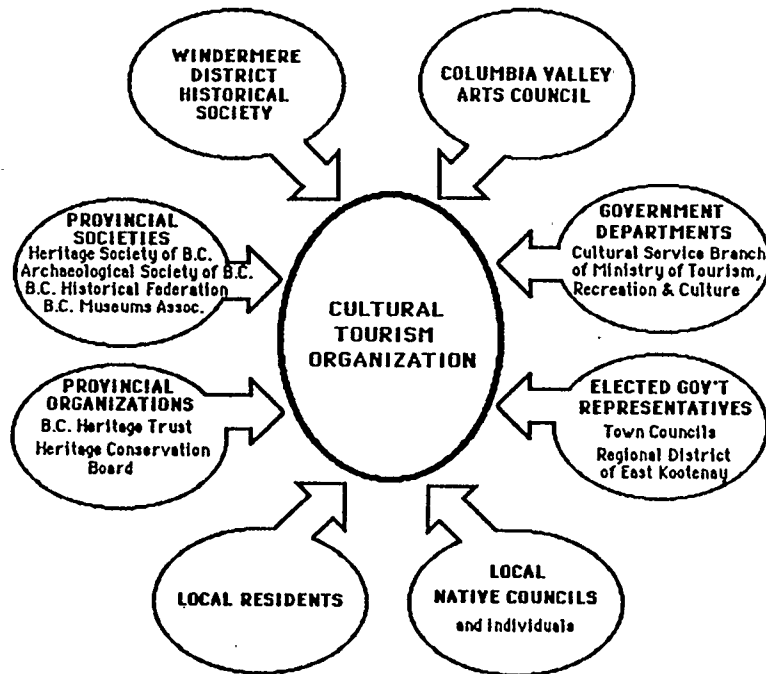 WINDERMERE
DISTRICT
HISTORICAL
SOCIETY
COLUMBIA VALLEY
ARTS COUNCIL
PROVINCIAL
SOCIETIES
Heritage Society of B.C.
Archaeological Society of B.C.
B.C. Historical Federation
B.C. Museums Assoc.
GOVERNMENT
DEPARTMENTS
Cultural Service Branch
of Ministry of Tourism,
Recreation & Culture
CULTURAL
TOURISM
ORGANIZATION
PROVINCIAL
ORGANIZATIONS
B.C. Heritage Trust
Heritage Conservation
Board
ELECTED GOV'T
REPRESENTATIVES
Town Councils
Regional District
of East Kootenay
LOCAL RESIDENTS
LOCAL
NATIVE COUNCILS
and individuals